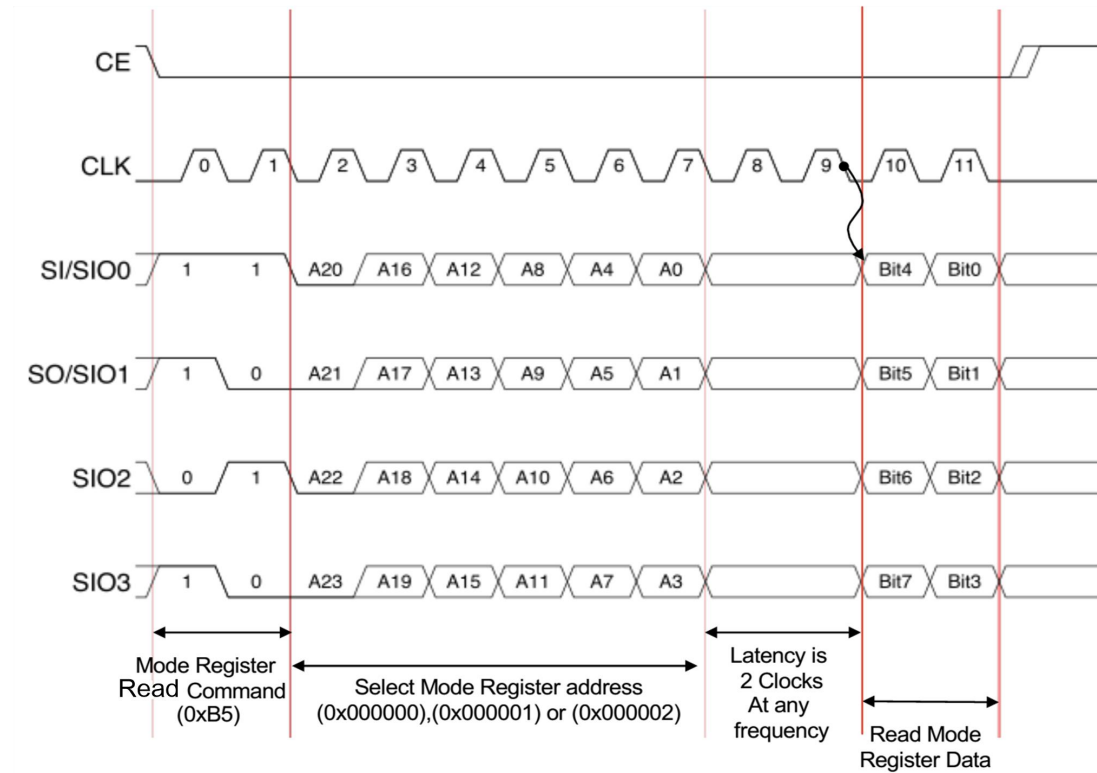 CE
CLK 0 1 2 3 4 5 6 7 8 9 10 11
SI/SIO0 1 1 A20 A16 A12 A8 A4 A0 Bit4 Bit0
SO/SIO1 1 0 A21 A17 A13 A9 A5 A1 Bit5 Bit1
SIO2 0 1 A22 A18 A14 A10 A6 A2 Bit6 Bit2
SIO3 1 0 A23 A19 A15 A11 A7 A3 Bit7 Bit3
Mode Register
Read Command
(0xB5)
Select Mode Register address
(0x000000),(0x000001) or (0x000002)
Latency is
2 Clocks
At any
frequency
Read Mode
Register Data